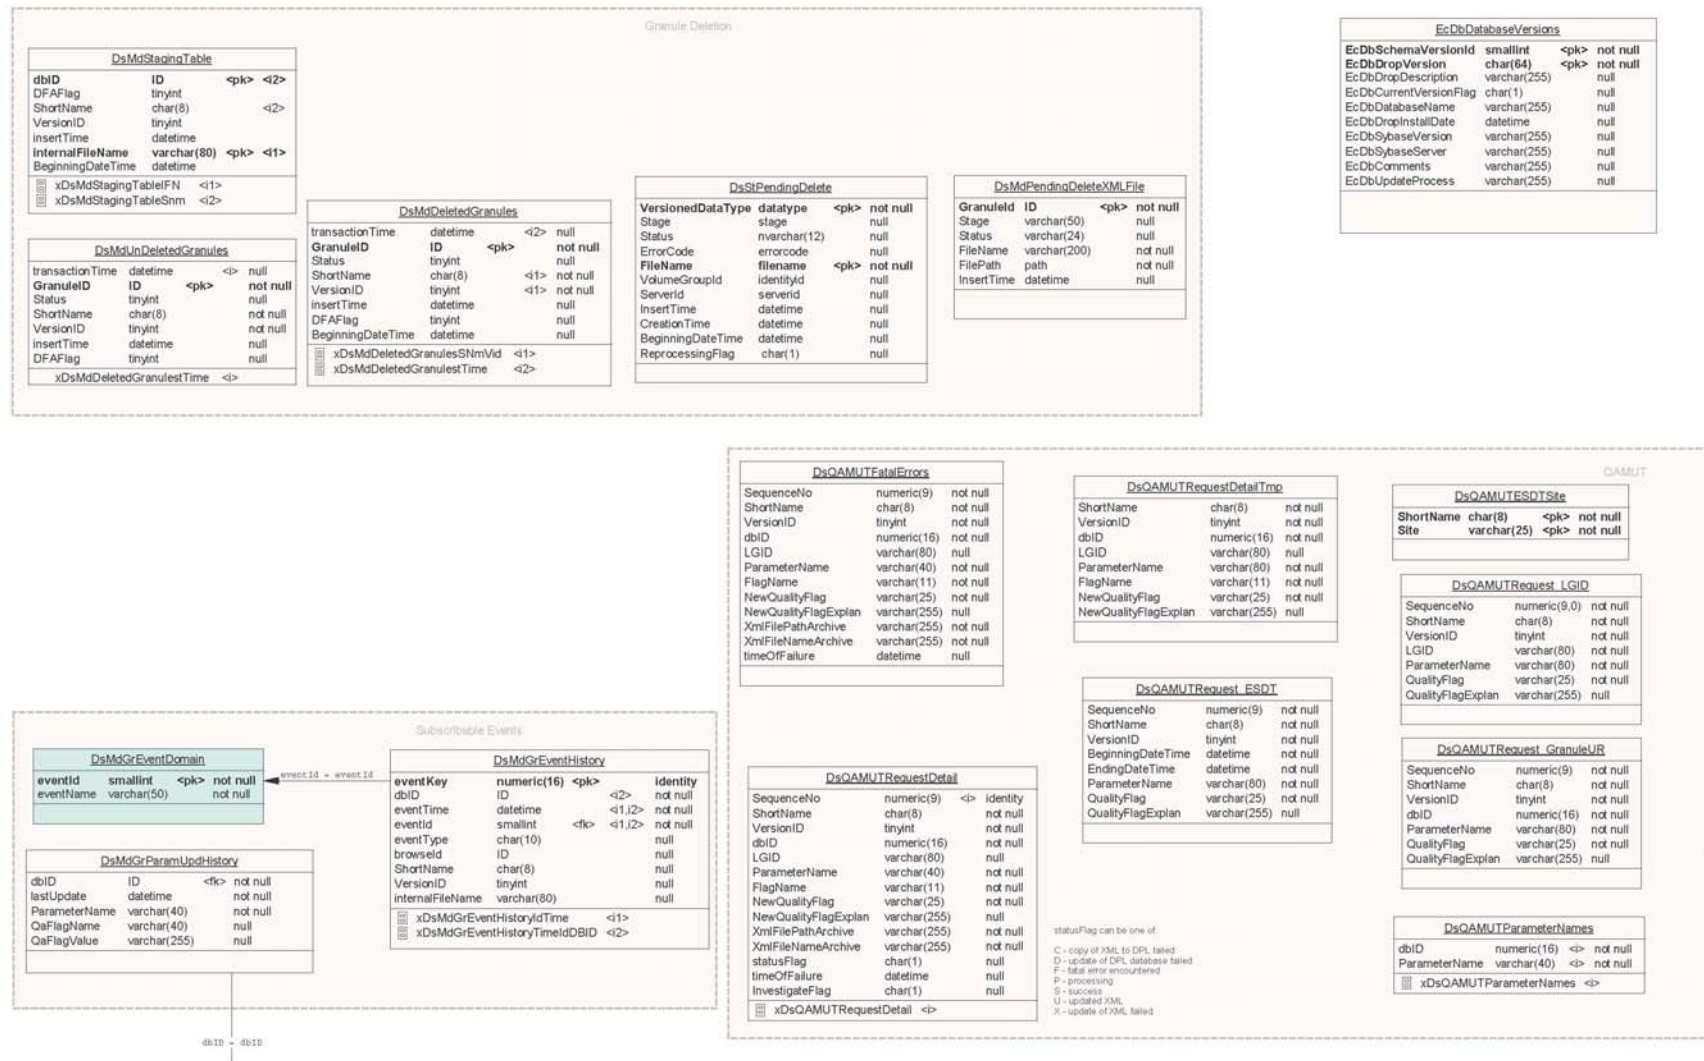 Granule Deletion
DsMdStagingTable
dbID ID <pk> <i2>
DFAFlag tinyint
ShortName char(8) <i2>
VersionID tinyint
insertTime datetime
internalFileName varchar(80) <pk> <i1>
BeginningDateTime datetime
xDsMdStagingTableIFN <i1>
xDsMdStagingTableSnm <i2>
DsMdUnDeletedGranules
transactionTime datetime <i> null
GranuleID ID <pk> not null
Status tinyint null
ShortName char(8) not null
VersionID tinyint not null
insertTime datetime null
DFAFlag tinyint null
xDsMdDeletedGranulestTime <i>
DsMdDeletedGranules
transactionTime datetime <i2> null
GranuleID ID <pk> not null
Status tinyint null
ShortName char(8) <i1> not null
VersionID tinyint <i1> not null
insertTime datetime null
DFAFlag tinyint null
BeginningDateTime datetime null
xDsMdDeletedGranulesSNmVid <i1>
xDsMdDeletedGranulestTime <i2>
DsStPendingDelete
VersionedDataType datatype <pk> not null
Stage stage null
Status nvarchar(12) null
ErrorCode errorcode null
FileName filename <pk> not null
VolumeGroupId identityid null
ServerId serverid null
InsertTime datetime null
CreationTime datetime null
BeginningDateTime datetime null
ReprocessingFlag char(1) null
DsMdPendingDeleteXMLFile
GranuleId ID <pk> not null
Stage varchar(50) null
Status varchar(24) null
FileName varchar(200) not null
FilePath path not null
InsertTime datetime null
EcDbDatabaseVersions
EcDbSchemaVersionId smallint <pk> not null
EcDbDropVersion char(64) <pk> not null
EcDbDropDescription varchar(255) null
EcDbCurrentVersionFlag char(1) null
EcDbDatabaseName varchar(255) null
EcDbDropInstallDate datetime null
EcDbSybaseVersion varchar(255) null
EcDbSybaseServer varchar(255) null
EcDbComments varchar(255) null
EcDbUpdateProcess varchar(255) null
QAMUT
DsQAMUTFatalErrors
SequenceNo numeric(9) not null
ShortName char(8) not null
VersionID tinyint not null
dbID numeric(16) not null
LGID varchar(80) null
ParameterName varchar(40) not null
FlagName varchar(11) not null
NewQualityFlag varchar(25) not null
NewQualityFlagExplan varchar(255) null
XmlFilePathArchive varchar(255) not null
XmlFileNameArchive varchar(255) not null
timeOfFailure datetime null
DsQAMUTRequestDetailTmp
ShortName char(8) not null
VersionID tinyint not null
dbID numeric(16) not null
LGID varchar(80) null
ParameterName varchar(80) not null
FlagName varchar(11) not null
NewQualityFlag varchar(25) not null
NewQualityFlagExplan varchar(255) null
DsQAMUTESDTSite
ShortName char(8) <pk> not null
Site varchar(25) <pk> not null
DsQAMUTRequest_LGID
SequenceNo numeric(9,0) not null
ShortName char(8) not null
VersionID tinyint not null
LGID varchar(80) not null
ParameterName varchar(80) not null
QualityFlag varchar(25) not null
QualityFlagExplan varchar(255) null
DsQAMUTRequest_ESDT
SequenceNo numeric(9) not null
ShortName char(8) not null
VersionID tinyint not null
BeginningDateTime datetime not null
EndingDateTime datetime not null
ParameterName varchar(80) not null
QualityFlag varchar(25) not null
QualityFlagExplan varchar(255) null
DsQAMUTRequest_GranuleUR
SequenceNo numeric(9) not null
ShortName char(8) not null
VersionID tinyint not null
dbID numeric(16) not null
ParameterName varchar(80) not null
QualityFlag varchar(25) not null
QualityFlagExplan varchar(255) null
DsQAMUTRequestDetail
SequenceNo numeric(9) <i> identity
ShortName char(8) not null
VersionID tinyint not null
dbID numeric(16) not null
LGID varchar(80) null
ParameterName varchar(40) not null
FlagName varchar(11) not null
NewQualityFlag varchar(25) not null
NewQualityFlagExplan varchar(255) null
XmlFilePathArchive varchar(255) not null
XmlFileNameArchive varchar(255) not null
statusFlag char(1) null
timeOfFailure datetime null
InvestigateFlag char(1) null
xDsQAMUTRequestDetail <i>
statusFlag can be one of:
C - copy of XML to DPL failed
D - update of DPL database failed
F - fatal error encountered
P - processing
S - success
U - updated XML
X - update of XML failed
DsQAMUTParameterNames
dbID numeric(16) <i> not null
ParameterName varchar(40) <i> not null
xDsQAMUTParameterNames <i>
Subscribable Events
DsMdGrEventDomain
eventId smallint <pk> not null
eventName varchar(50) not null
eventId = eventId
DsMdGrEventHistory
eventKey numeric(16) <pk> identity
dbID ID <i2> not null
eventTime datetime <i1,i2> not null
eventId smallint <fk> <i1,i2> not null
eventType char(10) null
browseId ID null
ShortName char(8) null
VersionID tinyint null
internalFileName varchar(80) null
xDsMdGrEventHistoryIdTime <i1>
xDsMdGrEventHistoryTimeIdDBID <i2>
DsMdGrParamUpdHistory
dbID ID <fk> not null
lastUpdate datetime not null
ParameterName varchar(40) not null
QaFlagName varchar(40) null
QaFlagValue varchar(255) null
dbID = dbID